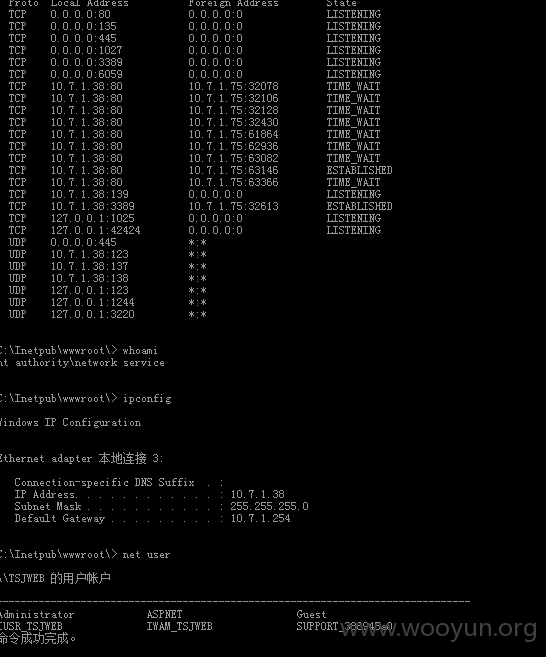 Proto Local Address Foreign Address State
TCP 0.0.0.0:80 0.0.0.0:0 LISTENING
TCP 0.0.0.0:135 0.0.0.0:0 LISTENING
TCP 0.0.0.0:445 0.0.0.0:0 LISTENING
TCP 0.0.0.0:1027 0.0.0.0:0 LISTENING
TCP 0.0.0.0:3389 0.0.0.0:0 LISTENING
TCP 0.0.0.0:6059 0.0.0.0:0 LISTENING
TCP 10.7.1.38:80 10.7.1.75:32078 TIME_WAIT
TCP 10.7.1.38:80 10.7.1.75:32106 TIME_WAIT
TCP 10.7.1.38:80 10.7.1.75:32128 TIME_WAIT
TCP 10.7.1.38:80 10.7.1.75:32430 TIME_WAIT
TCP 10.7.1.38:80 10.7.1.75:61864 TIME_WAIT
TCP 10.7.1.38:80 10.7.1.75:62936 TIME_WAIT
TCP 10.7.1.38:80 10.7.1.75:63082 TIME_WAIT
TCP 10.7.1.38:80 10.7.1.75:63146 ESTABLISHED
TCP 10.7.1.38:80 10.7.1.75:63366 TIME_WAIT
TCP 10.7.1.38:139 0.0.0.0:0 LISTENING
TCP 10.7.1.38:3389 10.7.1.75:32613 ESTABLISHED
TCP 127.0.0.1:1025 0.0.0.0:0 LISTENING
TCP 127.0.0.1:42424 0.0.0.0:0 LISTENING
UDP 0.0.0.0:445 *:*
UDP 10.7.1.38:123 *:*
UDP 10.7.1.38:137 *:*
UDP 10.7.1.38:138 *:*
UDP 127.0.0.1:123 *:*
UDP 127.0.0.1:1244 *:*
UDP 127.0.0.1:3220 *:*
C:\Inetpub\wwwroot\> whoami
nt authority\network service
C:\Inetpub\wwwroot\> ipconfig
Windows IP Configuration
Ethernet adapter 本地连接 3:
Connection-specific DNS Suffix . :
IP Address. . . . . . . . . . . . : 10.7.1.38
Subnet Mask . . . . . . . . . . . : 255.255.255.0
Default Gateway . . . . . . . . . : 10.7.1.254
C:\Inetpub\wwwroot\> net user
\\TSJWEB 的用户帐户
-------------------------------------------------------------------------------
Administrator ASPNET Guest
IUSR_TSJWEB IWAM_TSJWEB SUPPORT_388945a0
命令成功完成。
www.wooyun.org